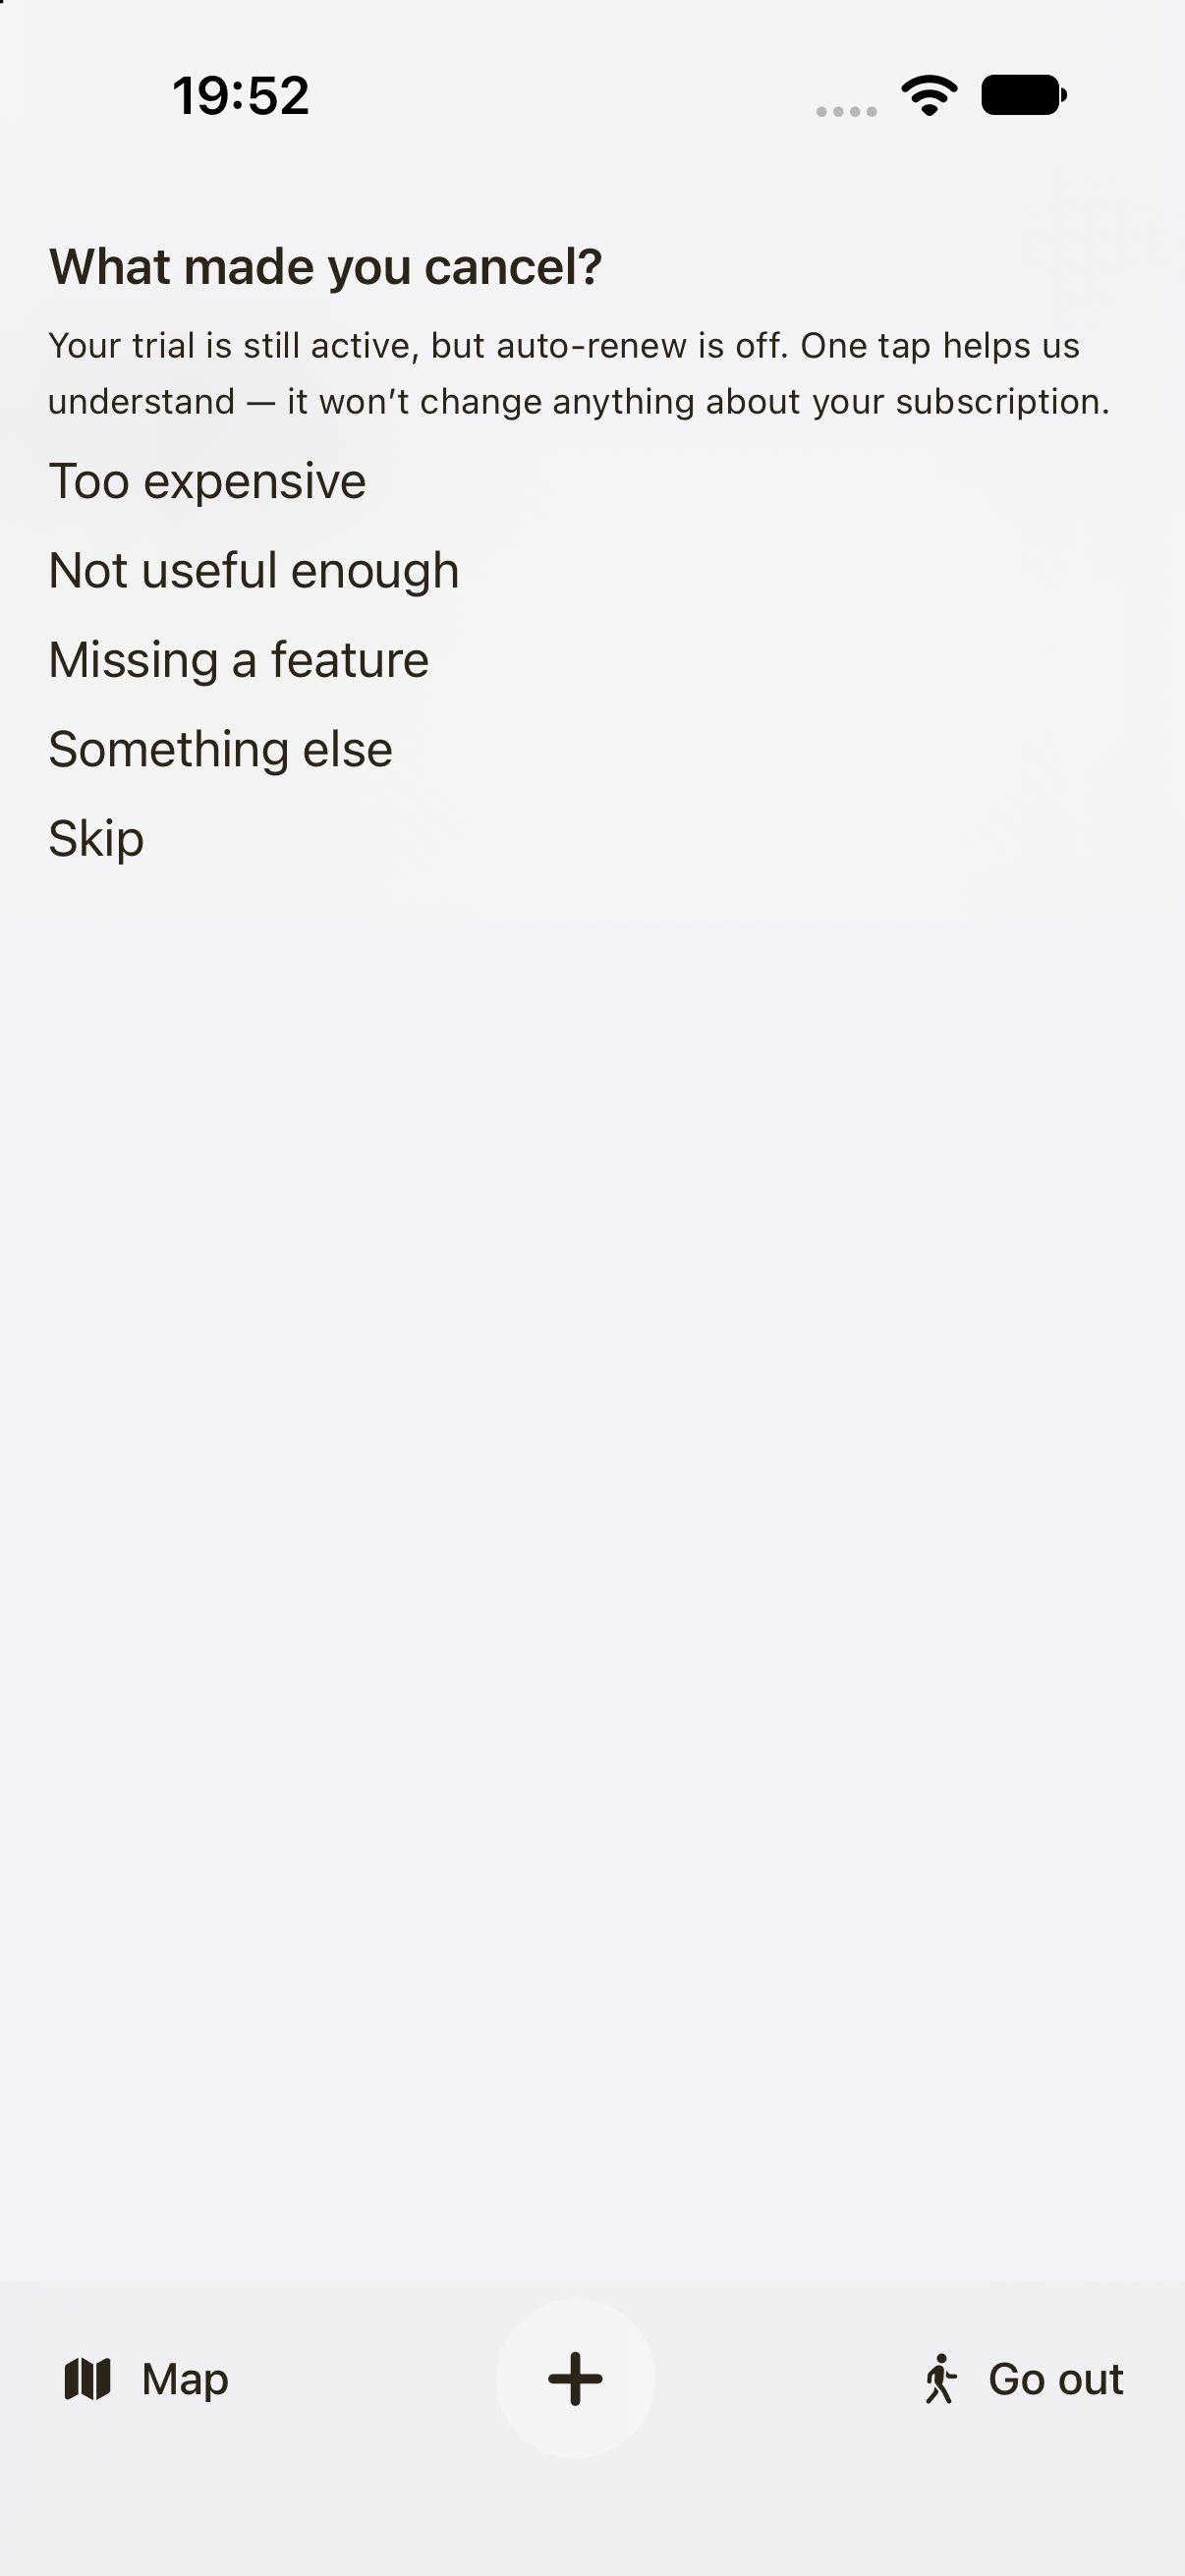 19:52
What made you cancel?
Your trial is still active, but auto-renew is off. One tap helps us
understand — it won’t change anything about your subscription.
Too expensive
Not useful enough
Missing a feature
Something else
Skip
Map
Go out